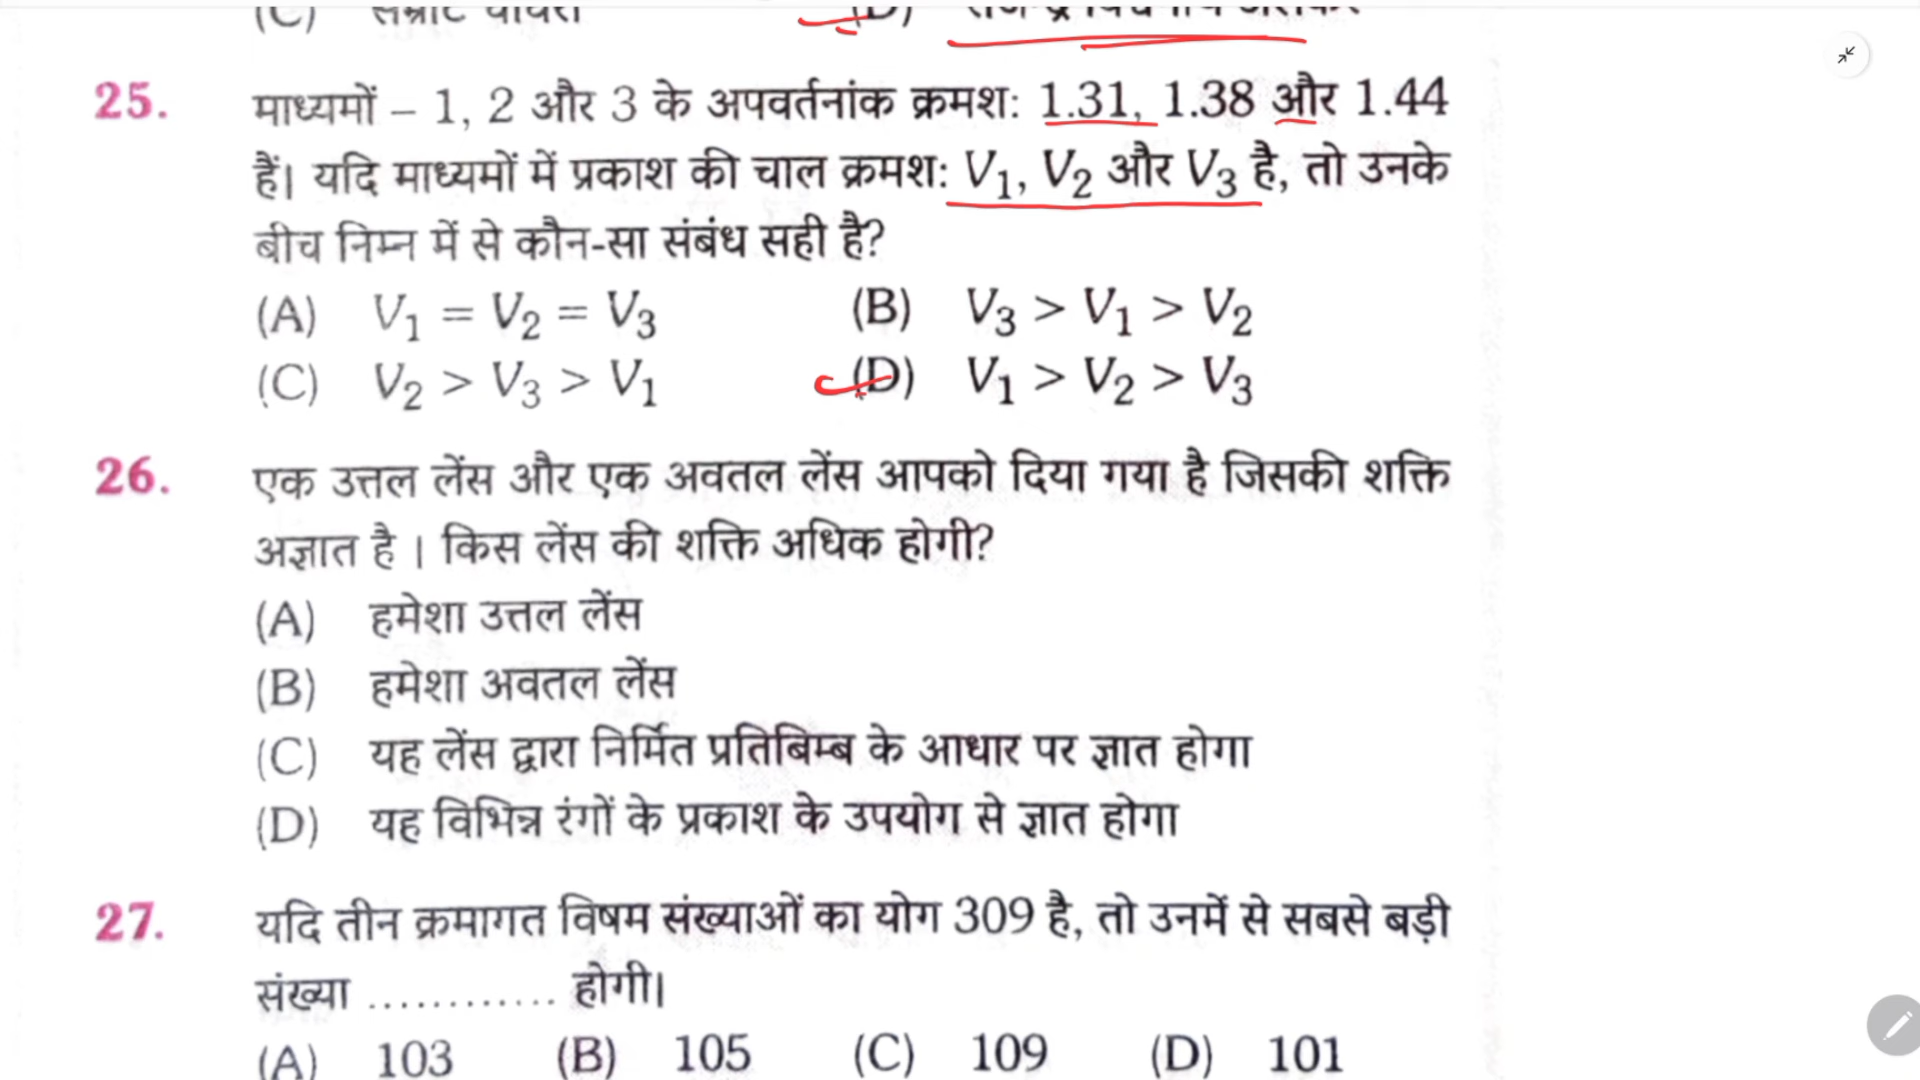 25. माध्यमों – 1, 2 और 3 के अपवर्तनांक क्रमश: 1.31, 1.38 और 1.44
हैं। यदि माध्यमों में प्रकाश की चाल क्रमश: V₁, V₂ और V₃ है, तो उनके
बीच निम्न में से कौन-सा संबंध सही है?
(A) V₁ = V₂ = V₃ (B) V₃ > V₁ > V₂
(C) V₂ > V₃ > V₁ (D) V₁ > V₂ > V₃
26. एक उत्तल लेंस और एक अवतल लेंस आपको दिया गया है जिसकी शक्ति
अज्ञात है । किस लेंस की शक्ति अधिक होगी?
(A) हमेशा उत्तल लेंस
(B) हमेशा अवतल लेंस
(C) यह लेंस द्वारा निर्मित प्रतिबिम्ब के आधार पर ज्ञात होगा
(D) यह विभिन्न रंगों के प्रकाश के उपयोग से ज्ञात होगा
27. यदि तीन क्रमागत विषम संख्याओं का योग 309 है, तो उनमें से सबसे बड़ी
संख्या ............ होगी।
(A) 103 (B) 105 (C) 109 (D) 101